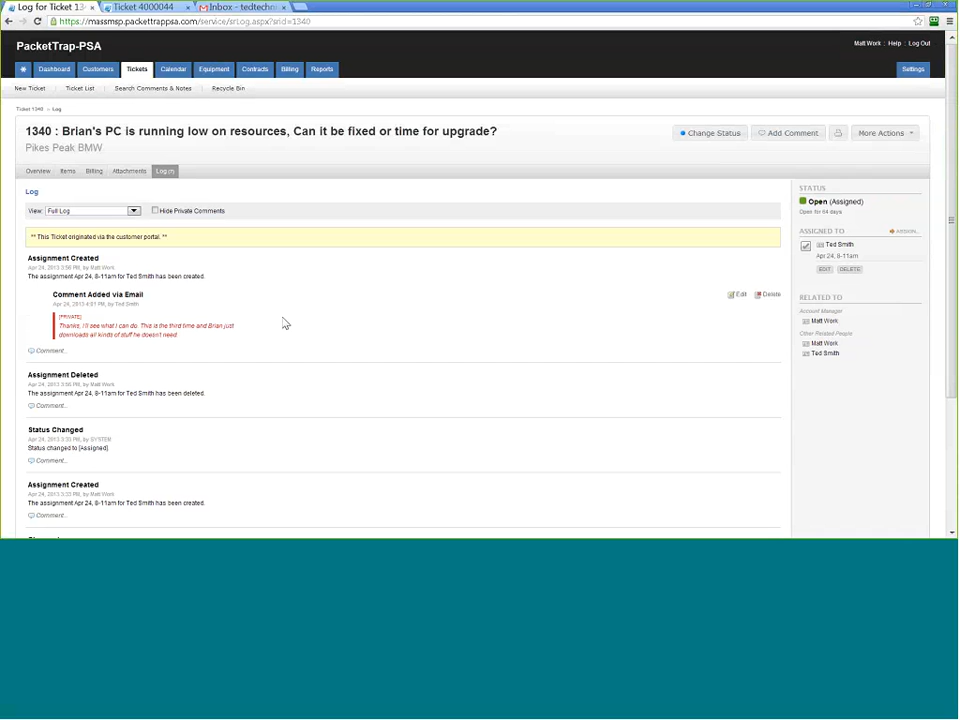 Log for Ticket 13
Ticket 4000044
Inbox - tedtechni
https://massmsp.packettrappsa.com/service/srLog.aspx?srid=1340
PacketTrap-PSA
Matt Work | Help | Log Out
Dashboard Customers Tickets Calendar Equipment Contracts Billing Reports Settings
New Ticket Ticket List Search Comments & Notes Recycle Bin
Ticket 1340 Log
1340 : Brian's PC is running low on resources, Can it be fixed or time for upgrade?
Pikes Peak BMW
Change Status Add Comment More Actions
Overview Items Billing Attachments Log
Log
View: Full Log Hide Private Comments
** This Ticket originated via the customer portal. **
Assignment Created
Apr 24, 2013 3:56 PM, by Matt Work
The assignment Apr 24, 8-11am for Ted Smith has been created.
Comment Added via Email
Apr 24, 2013 4:01 PM, by Ted Smith
Edit Delete
[PRIVATE]
Thanks, I'll see what I can do. This is the third time and Brian just
downloads all kinds of stuff he doesn't need.
Comment...
Assignment Deleted
Apr 24, 2013 3:56 PM, by Matt Work
The assignment Apr 24, 8-11am for Ted Smith has been deleted.
Comment...
Status Changed
Apr 24, 2013 3:33 PM, by SYSTEM
Status changed to [Assigned]
Comment...
Assignment Created
Apr 24, 2013 3:33 PM, by Matt Work
The assignment Apr 24, 8-11am for Ted Smith has been created.
Comment...
STATUS
Open (Assigned)
Open for 64 days
ASSIGNED TO
ASSIGN...
Ted Smith
Apr 24, 8-11am
EDIT DELETE
RELATED TO
Account Manager
Matt Work
Other Related People
Matt Work
Ted Smith